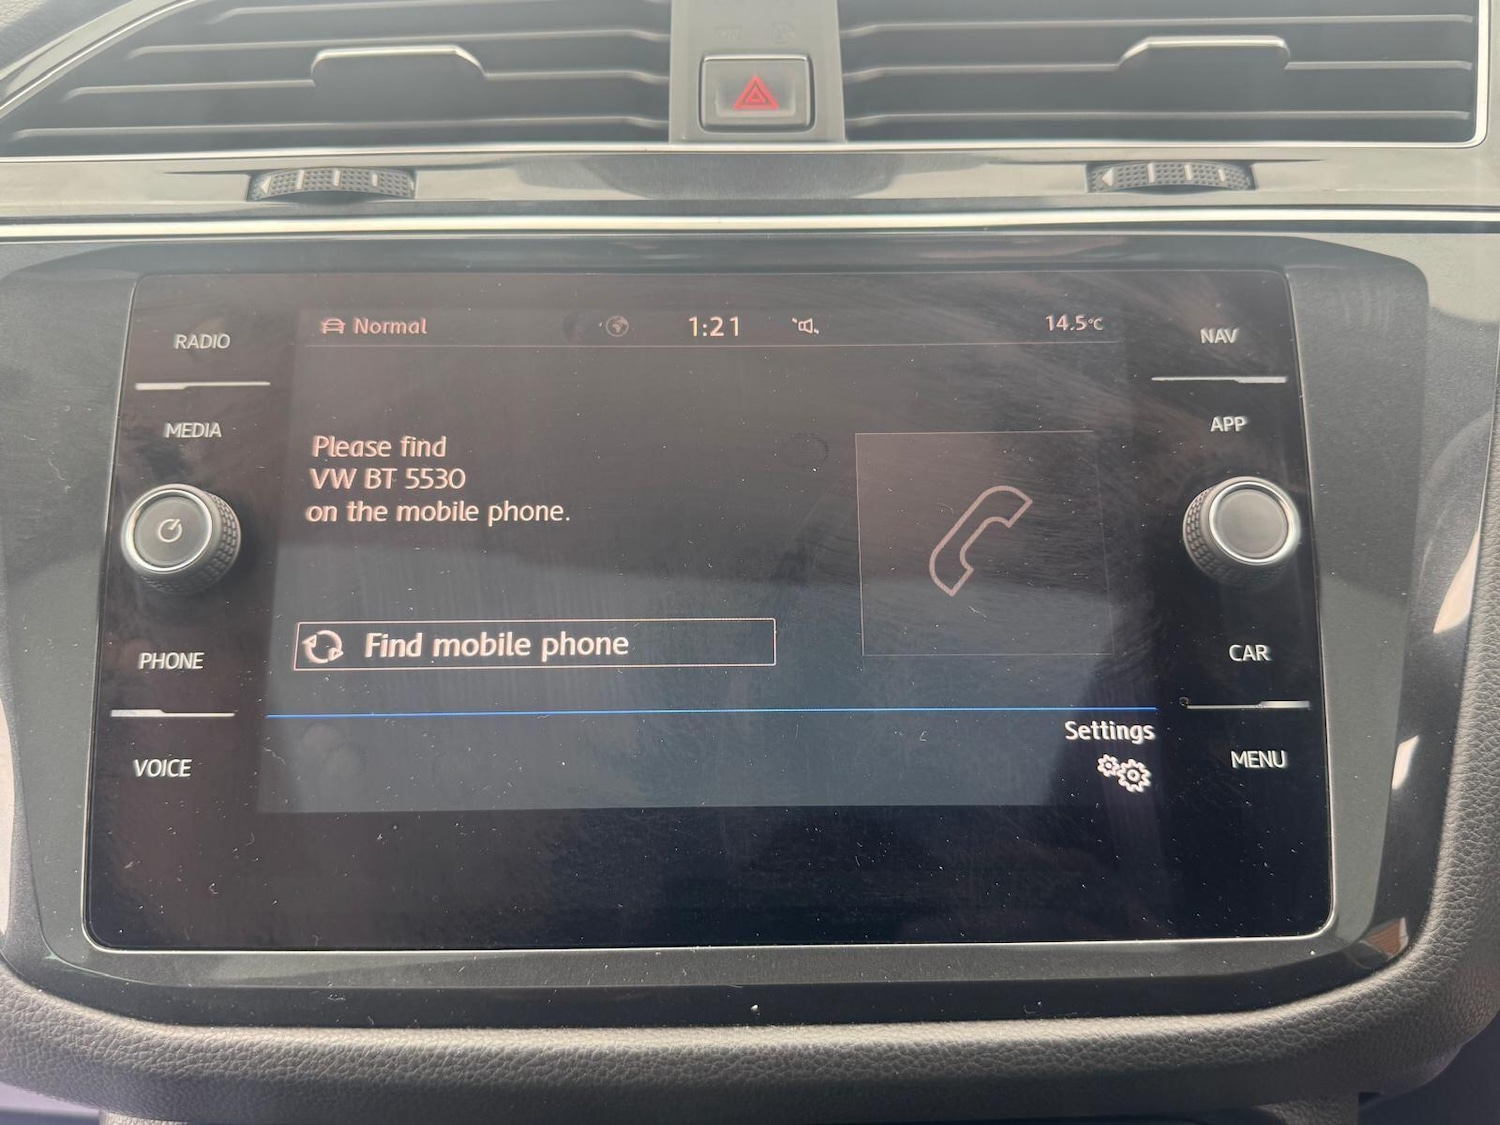 RADIO
MEDIA
PHONE
VOICE
Normal
1:21
14.5°C
Please find
VW BT 5530
on the mobile phone.
Find mobile phone
Settings
NAV
APP
CAR
MENU